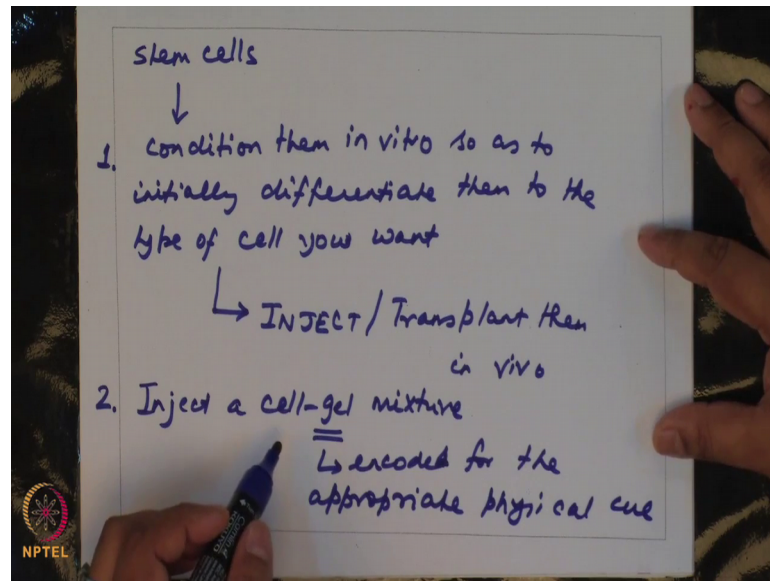 stem cells
↓
1. condition them in vitro so as to
initially differentiate them to the
type of cell you want
↳ INJECT / Transplant them
in vivo
2. Inject a cell-gel mixture
↳ encoded for the
appropriate physical cue
NPTEL